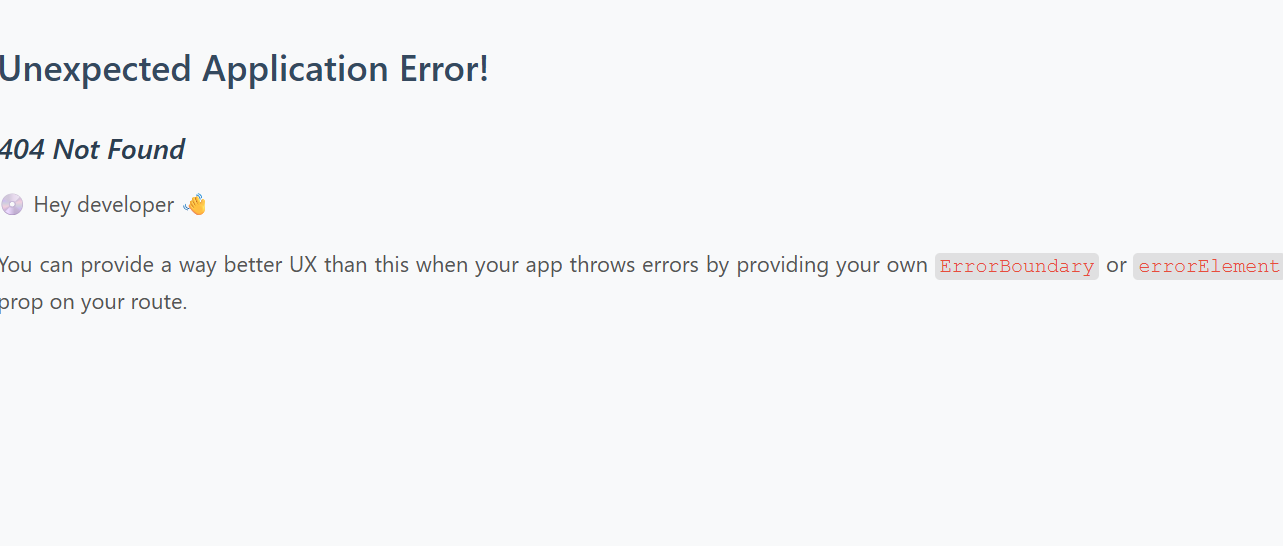 Unexpected Application Error!
404 Not Found
💿 Hey developer 👋
You can provide a way better UX than this when your app throws errors by providing your own ErrorBoundary or errorElement
prop on your route.